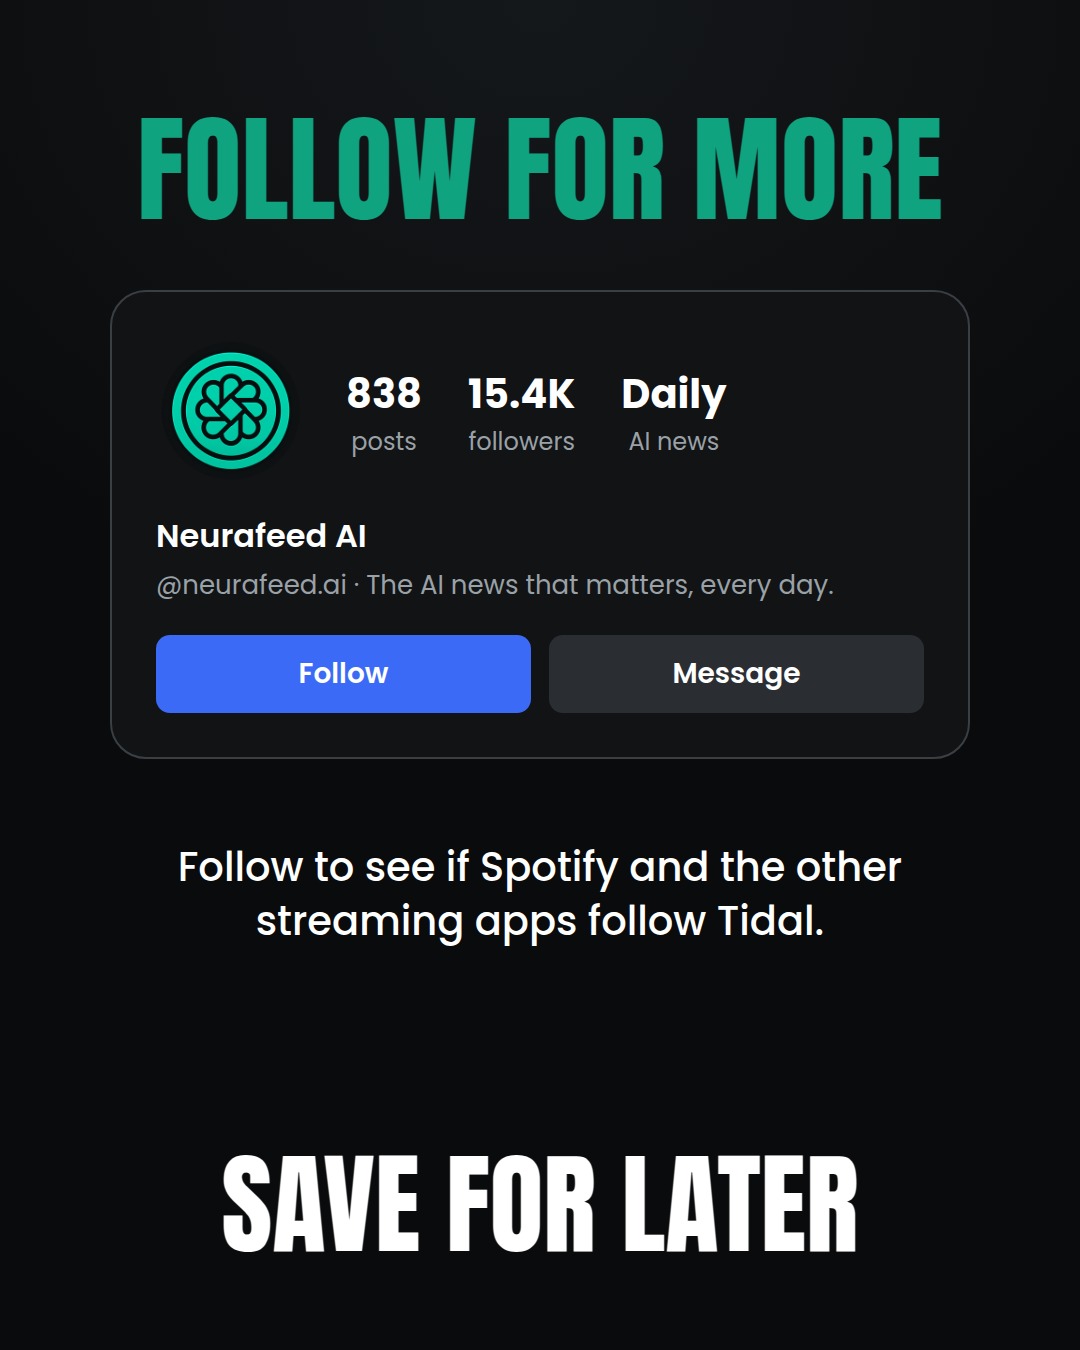 FOLLOW FOR MORE
838 15.4K Daily
posts followers AI news
Neurafeed AI
@neurafeed.ai · The AI news that matters, every day.
Follow Message
Follow to see if Spotify and the other
streaming apps follow Tidal.
SAVE FOR LATER